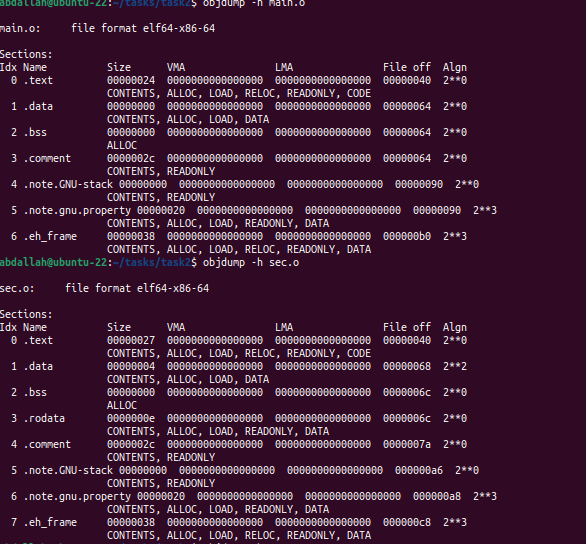 abdallah@ubuntu-22:~/tasks/task2$ objdump -h main.o
main.o:     file format elf64-x86-64
Sections:
Idx Name          Size      VMA               LMA               File off  Algn
  0 .text         00000024  0000000000000000  0000000000000000  00000040  2**0
                  CONTENTS, ALLOC, LOAD, RELOC, READONLY, CODE
  1 .data         00000000  0000000000000000  0000000000000000  00000064  2**0
                  CONTENTS, ALLOC, LOAD, DATA
  2 .bss          00000000  0000000000000000  0000000000000000  00000064  2**0
                  ALLOC
  3 .comment      0000002c  0000000000000000  0000000000000000  00000064  2**0
                  CONTENTS, READONLY
  4 .note.GNU-stack 00000000  0000000000000000  0000000000000000  00000090  2**0
                  CONTENTS, READONLY
  5 .note.gnu.property 00000020  0000000000000000  0000000000000000  00000090  2**3
                  CONTENTS, ALLOC, LOAD, READONLY, DATA
  6 .eh_frame     00000038  0000000000000000  0000000000000000  000000b0  2**3
                  CONTENTS, ALLOC, LOAD, RELOC, READONLY, DATA
abdallah@ubuntu-22:~/tasks/task2$ objdump -h sec.o
sec.o:     file format elf64-x86-64
Sections:
Idx Name          Size      VMA               LMA               File off  Algn
  0 .text         00000027  0000000000000000  0000000000000000  00000040  2**0
                  CONTENTS, ALLOC, LOAD, RELOC, READONLY, CODE
  1 .data         00000004  0000000000000000  0000000000000000  00000068  2**2
                  CONTENTS, ALLOC, LOAD, DATA
  2 .bss          00000000  0000000000000000  0000000000000000  0000006c  2**0
                  ALLOC
  3 .rodata       0000000e  0000000000000000  0000000000000000  0000006c  2**0
                  CONTENTS, ALLOC, LOAD, READONLY, DATA
  4 .comment      0000002c  0000000000000000  0000000000000000  0000007a  2**0
                  CONTENTS, READONLY
  5 .note.GNU-stack 00000000  0000000000000000  0000000000000000  000000a6  2**0
                  CONTENTS, READONLY
  6 .note.gnu.property 00000020  0000000000000000  0000000000000000  000000a8  2**3
                  CONTENTS, ALLOC, LOAD, READONLY, DATA
  7 .eh_frame     00000038  0000000000000000  0000000000000000  000000c8  2**3
                  CONTENTS, ALLOC, LOAD, RELOC, READONLY, DATA